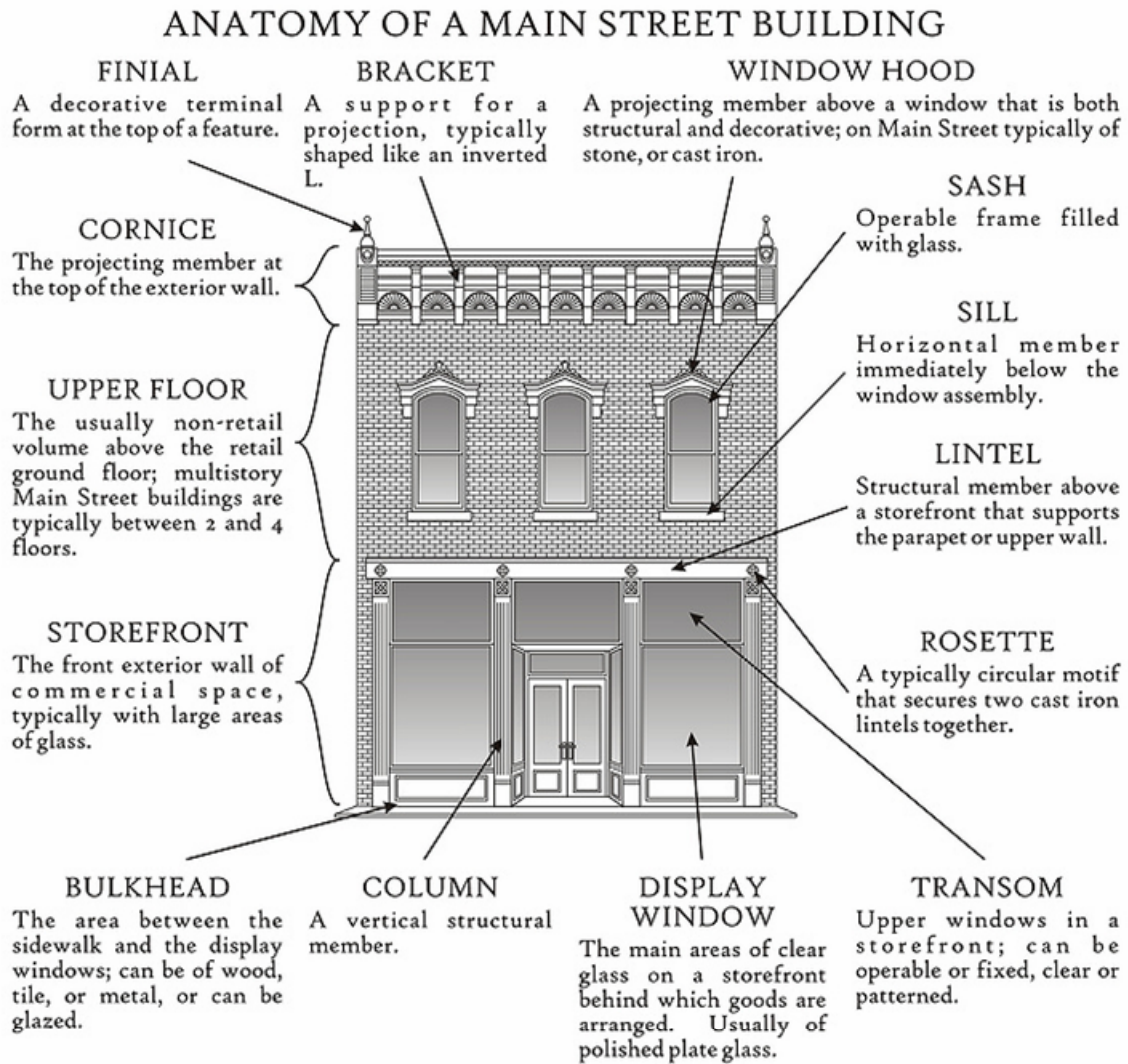 ANATOMY OF A MAIN STREET BUILDING
FINIAL
A decorative terminal
form at the top of a feature.
BRACKET
A support for a
projection, typically
shaped like an inverted
L.
WINDOW HOOD
A projecting member above a window that is both
structural and decorative; on Main Street typically of
stone, or cast iron.
SASH
Operable frame filled
with glass.
CORNICE
The projecting member at
the top of the exterior wall.
SILL
Horizontal member
immediately below the
window assembly.
UPPER FLOOR
The usually non-retail
volume above the retail
ground floor; multistory
Main Street buildings are
typically between 2 and 4
floors.
LINTEL
Structural member above
a storefront that supports
the parapet or upper wall.
STOREFRONT
The front exterior wall of
commercial space,
typically with large areas
of glass.
ROSETTE
A typically circular motif
that secures two cast iron
lintels together.
BULKHEAD
The area between the
sidewalk and the display
windows; can be of wood,
tile, or metal, or can be
glazed.
COLUMN
A vertical structural
member.
DISPLAY
WINDOW
The main areas of clear
glass on a storefront
behind which goods are
arranged. Usually of
polished plate glass.
TRANSOM
Upper windows in a
storefront; can be
operable or fixed, clear or
patterned.